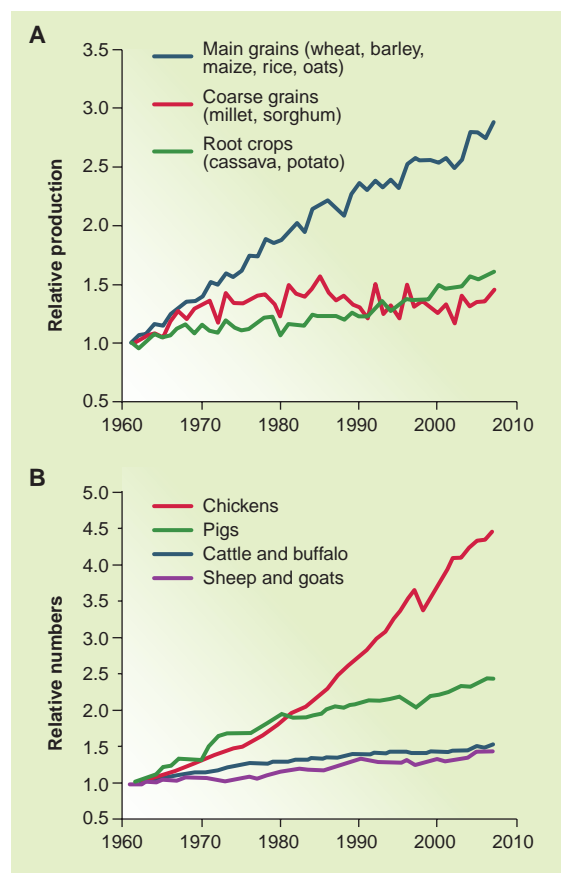 A
3.5
3.0
2.5
2.0
1.5
1.0
0.5
Relative production
Main grains (wheat, barley,
maize, rice, oats)
Coarse grains
(millet, sorghum)
Root crops
(cassava, potato)
1960 1970 1980 1990 2000 2010
B
5.0
4.5
4.0
3.5
3.0
2.5
2.0
1.5
1.0
0.5
Relative numbers
Chickens
Pigs
Cattle and buffalo
Sheep and goats
1960 1970 1980 1990 2000 2010